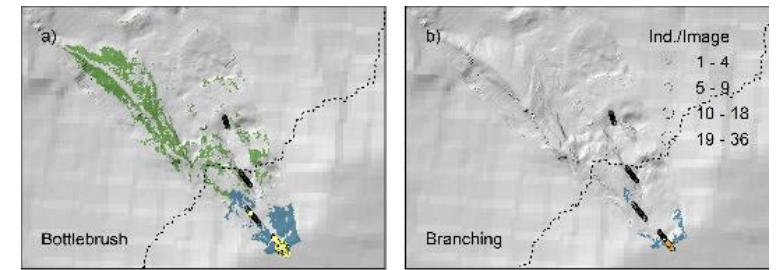 a)
Bottlebrush
b)
Ind./Image
1 - 4
5 - 9
10 - 18
19 - 36
Branching